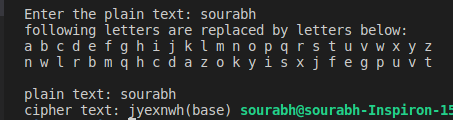 Enter the plain text: sourabh
following letters are replaced by letters below:
a b c d e f g h i j k l m n o p q r s t u v w x y z
n w l r b m q h c d a z o k y i s x j f e g p u v t
plain text: sourabh
cipher text: jyexnwh(base) sourabh@sourabh-Inspiron-15